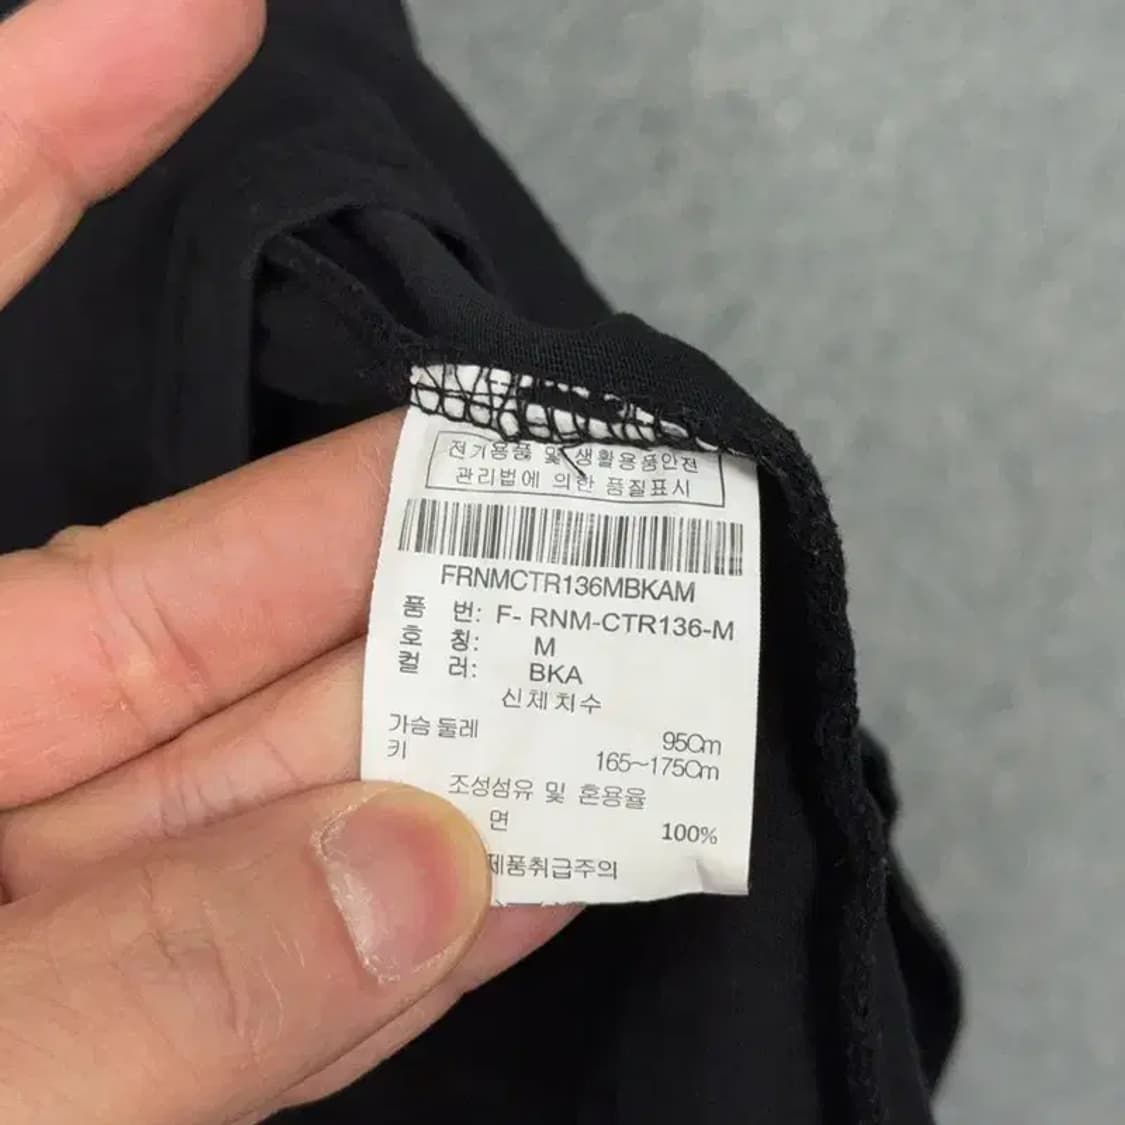 전기용품 및 생활용품안전
관리법에 의한 품질표시
FRNMCTR136MBKAM
품 번: F- RNM-CTR136-M
호 칭: M
컬 러: BKA
신체치수
가슴둘레 95Cm
키 165~175Cm
조성섬유 및 혼용율
면 100%
제품취급주의